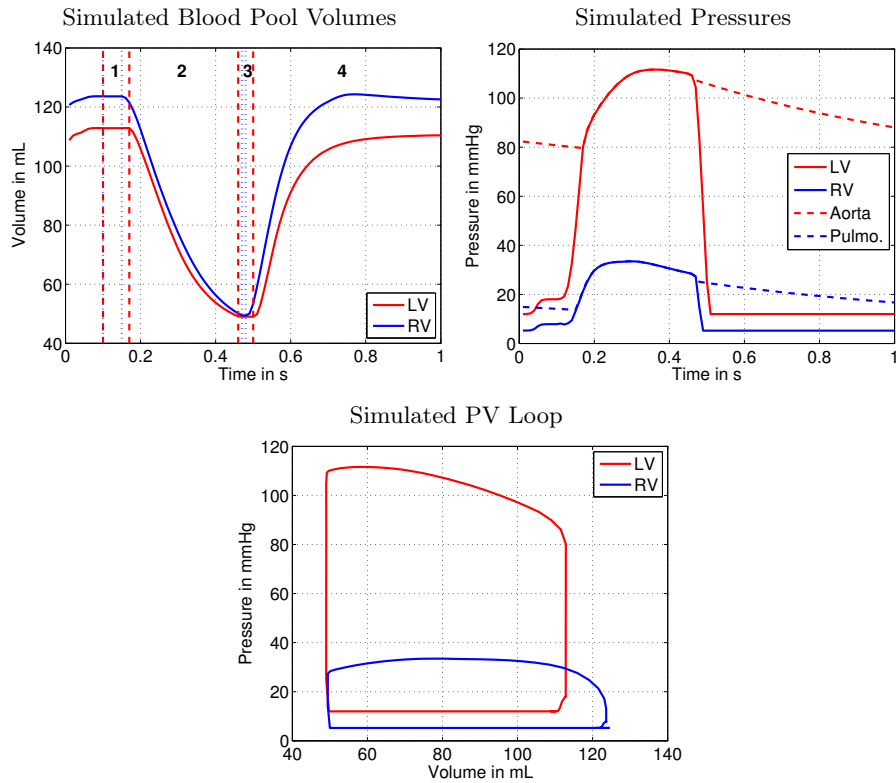 Simulated Blood Pool Volumes
140
120
100
80
60
40
Volume in mL
1
2
3
4
LV
RV
0
0.2
0.4
0.6
0.8
1
Time in s
Simulated Pressures
120
100
80
60
40
20
0
Pressure in mmHg
LV
RV
Aorta
Pulmo.
0
0.2
0.4
0.6
0.8
1
Time in s
Simulated PV Loop
120
100
80
60
40
20
0
Pressure in mmHg
LV
RV
40
60
80
100
120
140
Volume in mL